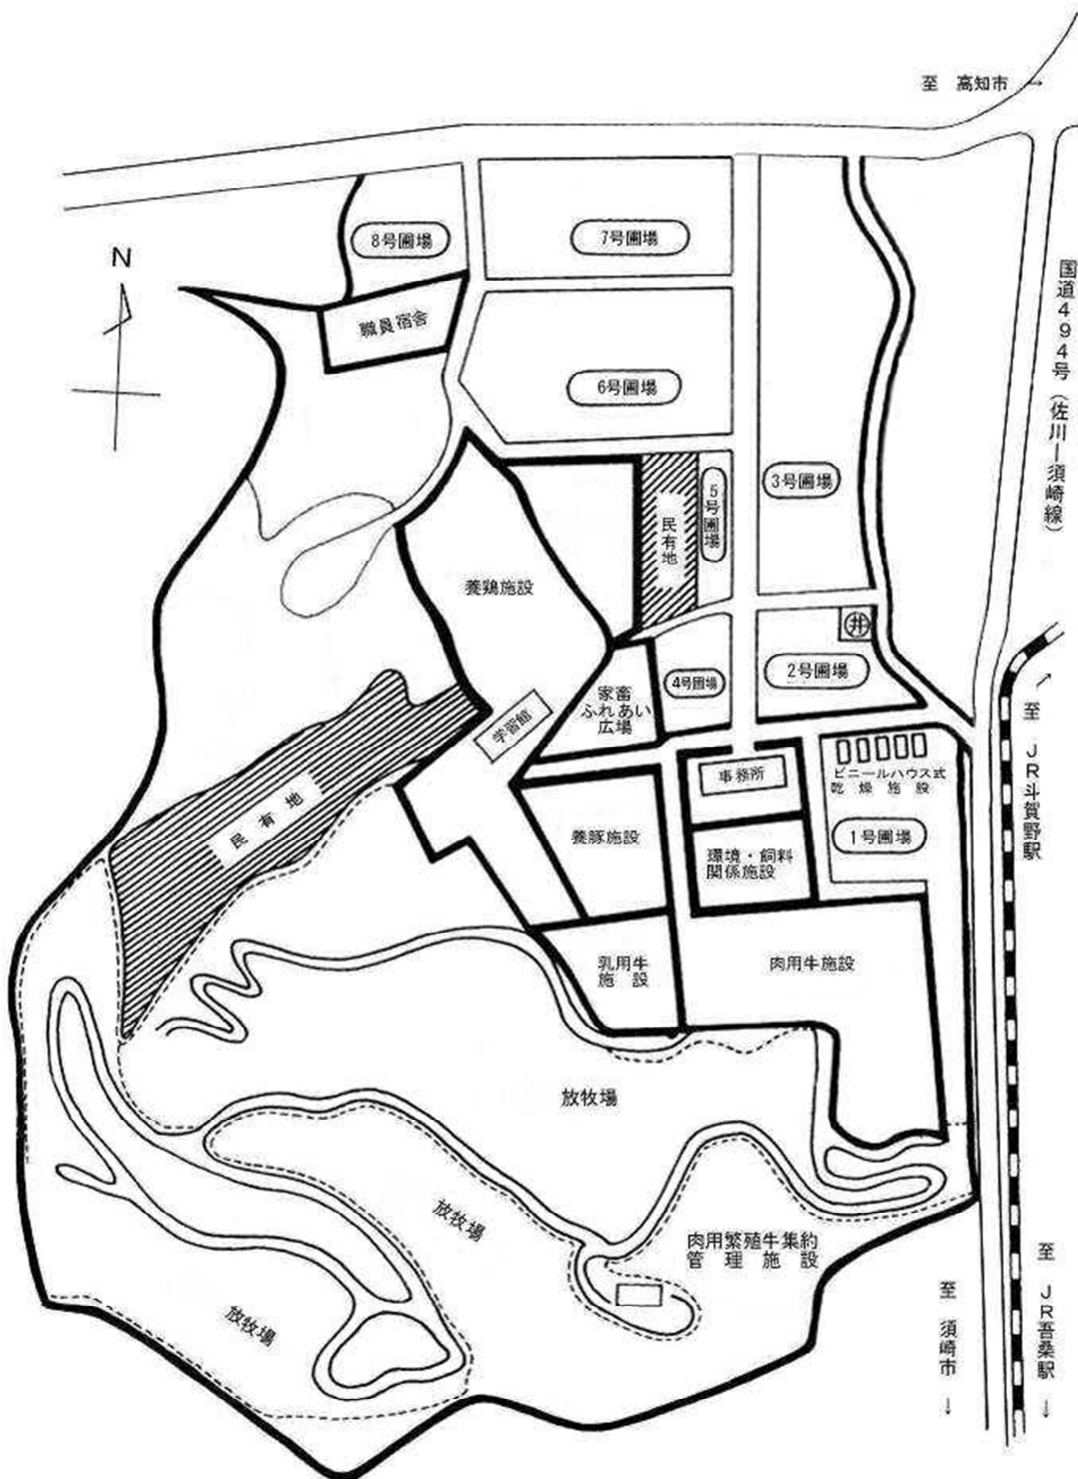 至 高知市 →
8号圃場
7号圃場
N
国道494号(佐川―須崎線)
職員宿舎
6号圃場
3号圃場
5号圃場
民有地
養鶏施設
井
2号圃場
4号圃場
家畜
ふれあい
広場
学習館
至 JR斗賀野駅 →
事務所
ビニールハウス式
乾燥施設
民有地
養豚施設
環境・飼料
関係施設
1号圃場
乳用牛
施設
肉用牛施設
放牧場
放牧場
肉用繁殖牛集約
管理施設
放牧場
至 須崎市 ↓
至 JR吾桑駅 ↓